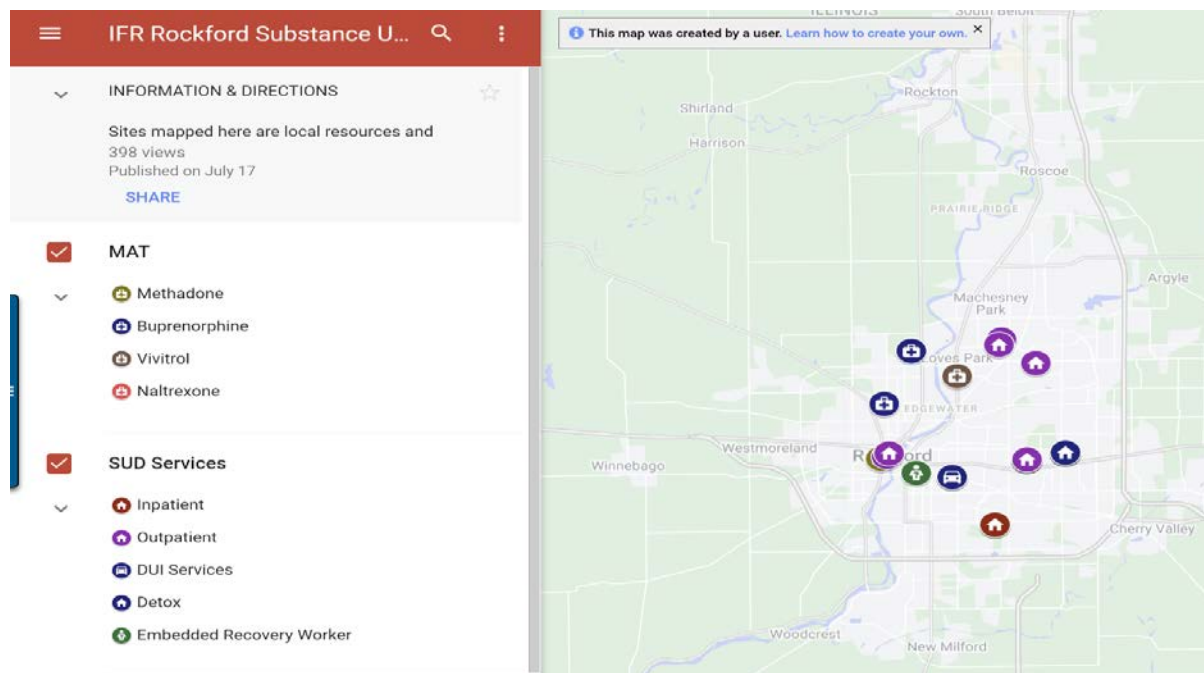 IFR Rockford Substance U...
INFORMATION & DIRECTIONS
Sites mapped here are local resources and
398 views
Published on July 17
SHARE
MAT
Methadone
Buprenorphine
Vivitrol
Naltrexone
SUD Services
Inpatient
Outpatient
DUI Services
Detox
Embedded Recovery Worker
ILLINOIS
South Beloit
This map was created by a user. Learn how to create your own. ×
Rockton
Shirland
Harrison
Roscoe
PRAIRIE RIDGE
Argyle
Machesney
Park
Loves Park
EDGEWATER
Westmoreland
Winnebago
Cherry Valley
Woodcrest
New Milford